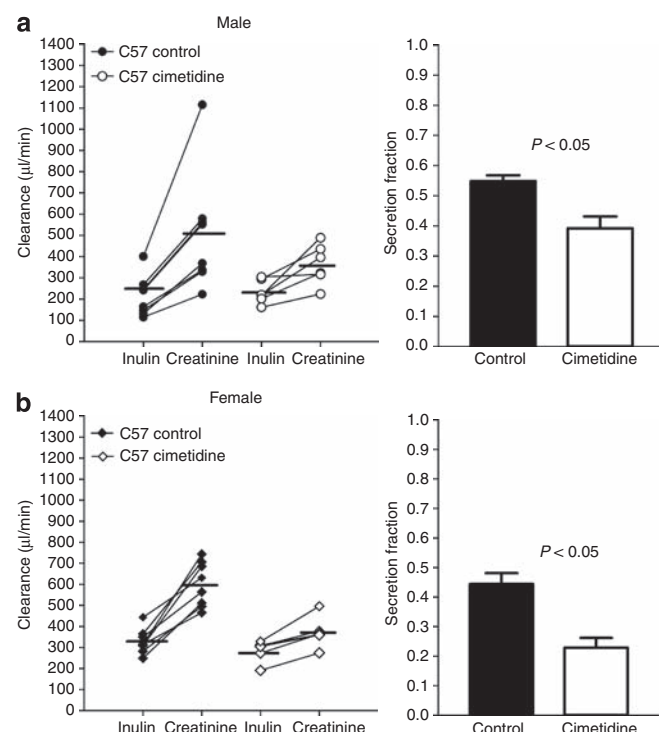 a
Male
C57 control
C57 cimetidine
Clearance (µl/min)
1400
1300
1200
1100
1000
900
800
700
600
500
400
300
200
100
0
Inulin Creatinine Inulin Creatinine
Secretion fraction
1.0
0.9
0.8
0.7
0.6
0.5
0.4
0.3
0.2
0.1
0.0
P < 0.05
Control Cimetidine
b
Female
C57 control
C57 cimetidine
Clearance (µl/min)
1400
1300
1200
1100
1000
900
800
700
600
500
400
300
200
100
0
Inulin Creatinine Inulin Creatinine
Secretion fraction
1.0
0.9
0.8
0.7
0.6
0.5
0.4
0.3
0.2
0.1
0.0
P < 0.05
Control Cimetidine